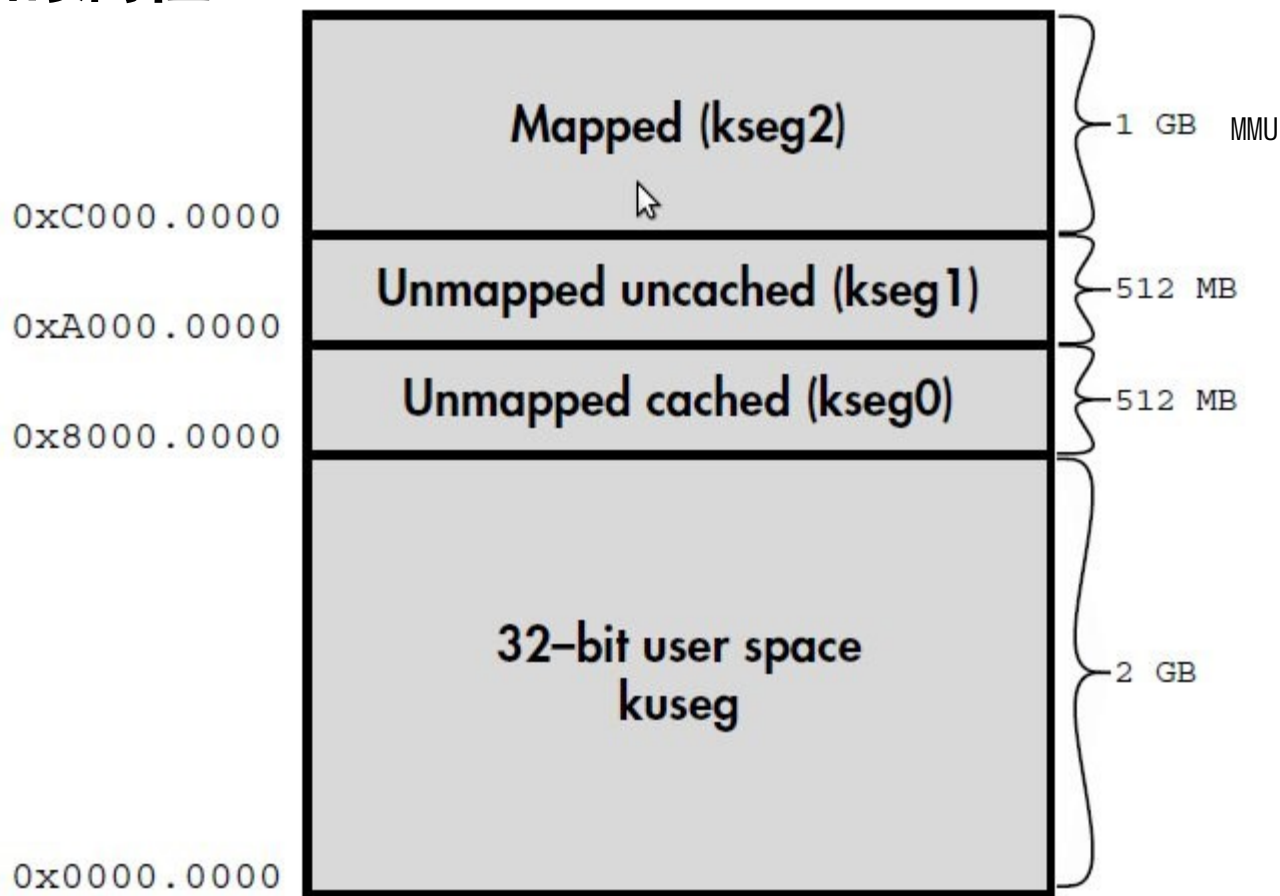 Mapped (kseg2)
1 GB MMU
0xC000.0000
Unmapped uncached (kseg1)
512 MB
0xA000.0000
Unmapped cached (kseg0)
512 MB
0x8000.0000
32–bit user space
kuseg
2 GB
0x0000.0000